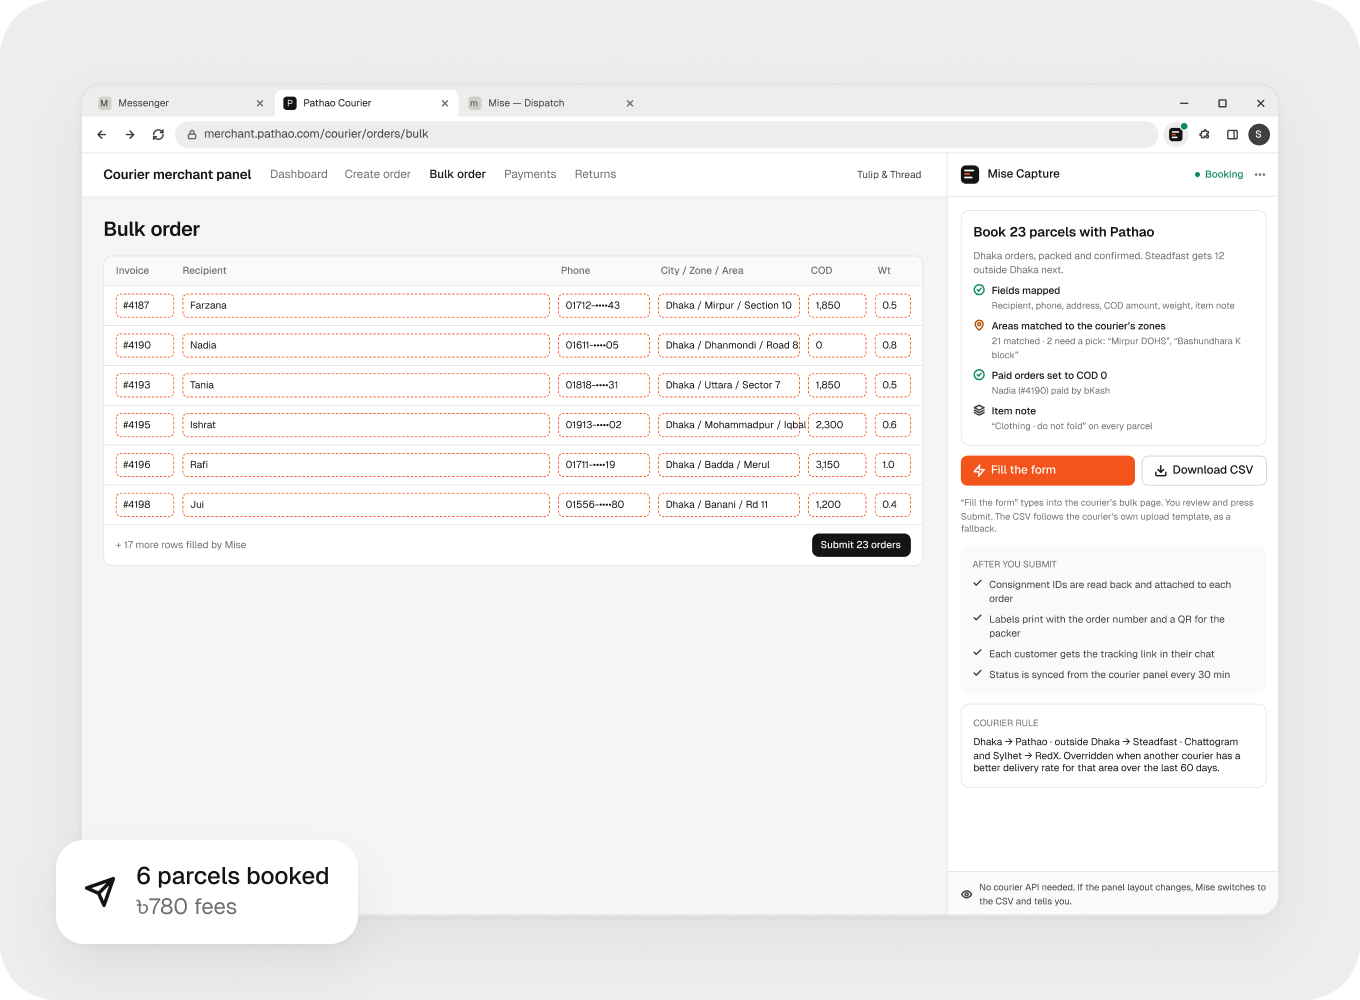 M Messenger
P Pathao Courier
m Mise — Dispatch
merchant.pathao.com/courier/orders/bulk
S
Courier merchant panel Dashboard Create order Bulk order Payments Returns Tulip & Thread
Bulk order
Invoice Recipient Phone City / Zone / Area COD Wt
#4187 Farzana 01712-••••43 Dhaka / Mirpur / Section 10 1,850 0.5
#4190 Nadia 01611-••••05 Dhaka / Dhanmondi / Road 8 0 0.8
#4193 Tania 01818-••••31 Dhaka / Uttara / Sector 7 1,850 0.5
#4195 Ishrat 01913-••••02 Dhaka / Mohammadpur / Iqbal 2,300 0.6
#4196 Rafi 01711-••••19 Dhaka / Badda / Merul 3,150 1.0
#4198 Jui 01556-••••80 Dhaka / Banani / Rd 11 1,200 0.4
+ 17 more rows filled by Mise
Submit 23 orders
Mise Capture
Booking
Book 23 parcels with Pathao
Dhaka orders, packed and confirmed. Steadfast gets 12
outside Dhaka next.
Fields mapped
Recipient, phone, address, COD amount, weight, item note
Areas matched to the courier's zones
21 matched · 2 need a pick: “Mirpur DOHS”, “Bashundhara K
block”
Paid orders set to COD 0
Nadia (#4190) paid by bKash
Item note
“Clothing · do not fold” on every parcel
Fill the form
Download CSV
“Fill the form” types into the courier's bulk page. You review and press
Submit. The CSV follows the courier's own upload template, as a
fallback.
AFTER YOU SUBMIT
Consignment IDs are read back and attached to each
order
Labels print with the order number and a QR for the
packer
Each customer gets the tracking link in their chat
Status is synced from the courier panel every 30 min
COURIER RULE
Dhaka → Pathao · outside Dhaka → Steadfast · Chattogram
and Sylhet → RedX. Overridden when another courier has a
better delivery rate for that area over the last 60 days.
No courier API needed. If the panel layout changes, Mise switches to
the CSV and tells you.
6 parcels booked
৳780 fees